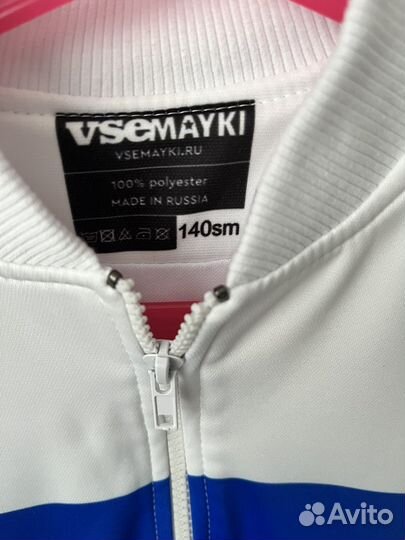 vsemAYKI
VSEMAYKI.RU
100% polyester
MADE IN RUSSIA
140sm
Avito